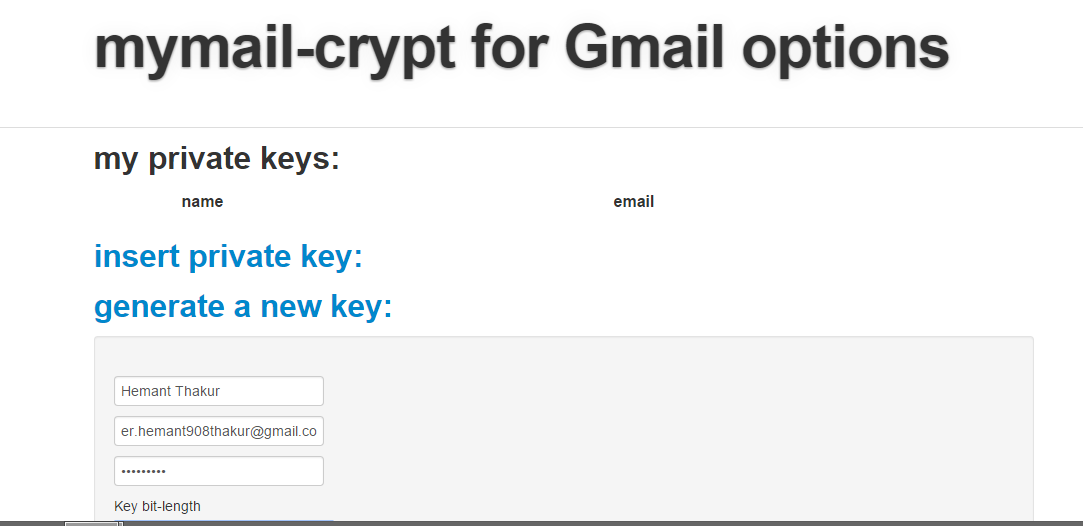 mymail-crypt for Gmail options
my private keys:
name email
insert private key:
generate a new key:
Hemant Thakur
er.hemant908thakur@gmail.co
•••••••••
Key bit-length